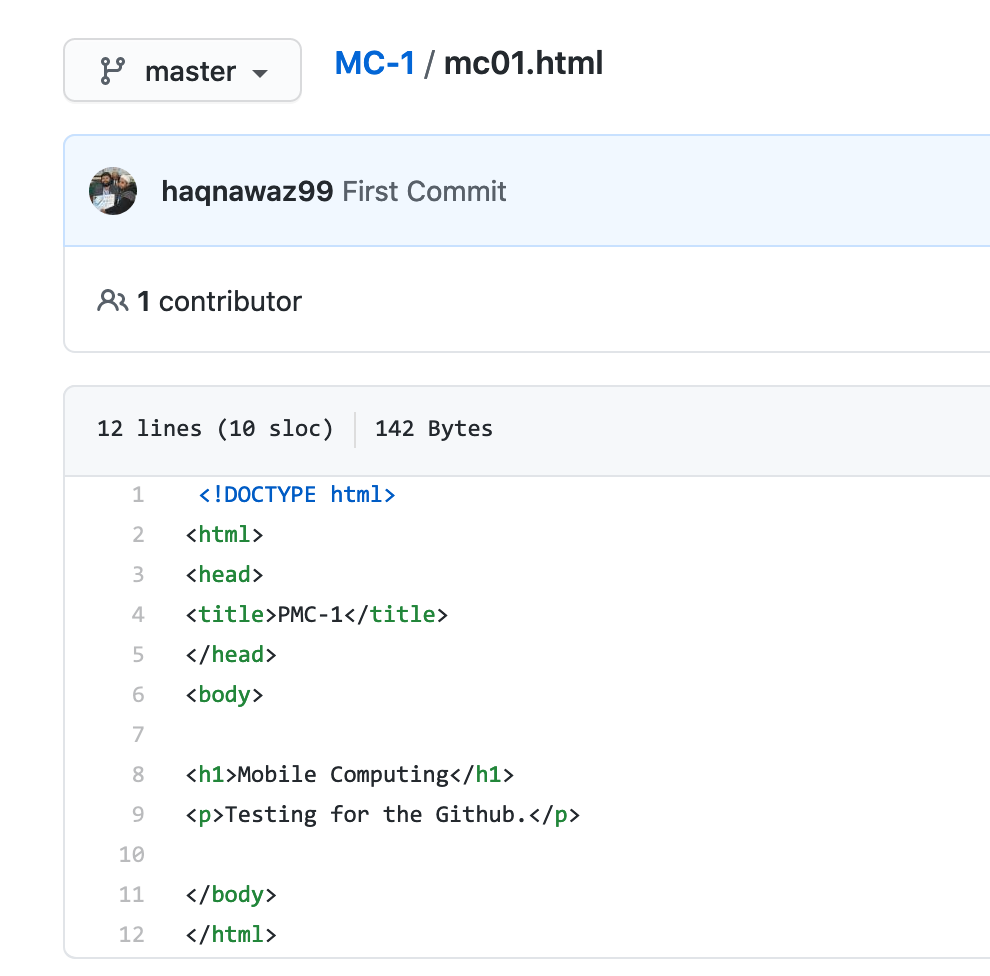 master
MC-1 / mc01.html
haqnawaz99 First Commit
1 contributor
12 lines (10 sloc) 142 Bytes
1 <!DOCTYPE html>
2 <html>
3 <head>
4 <title>PMC-1</title>
5 </head>
6 <body>
7
8 <h1>Mobile Computing</h1>
9 <p>Testing for the Github.</p>
10
11 </body>
12 </html>